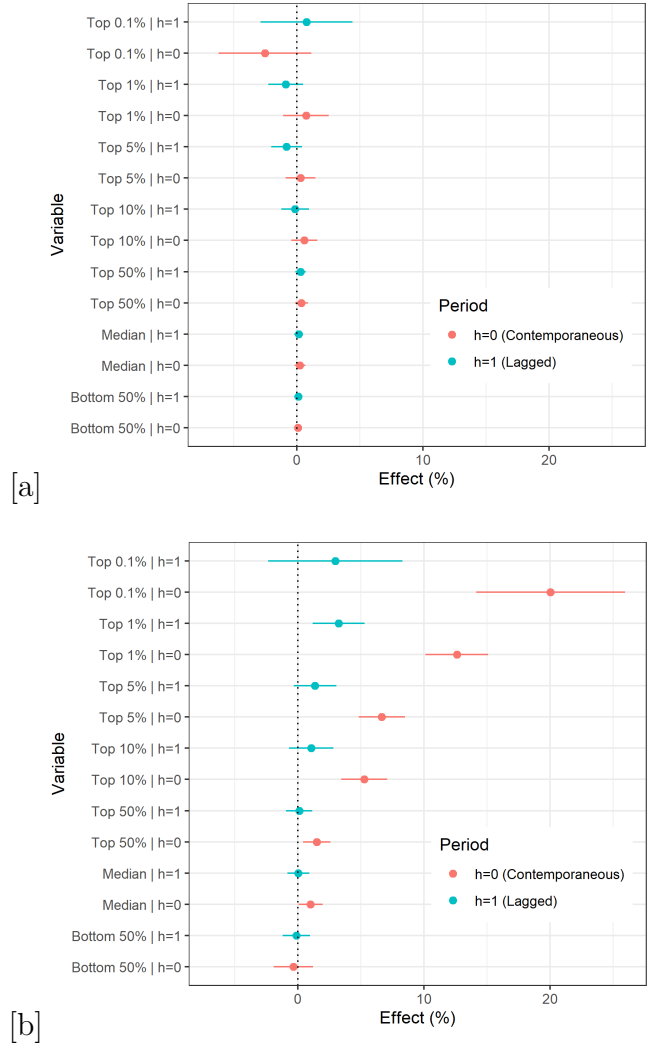 Top 0.1% | h=1
Top 0.1% | h=0
Top 1% | h=1
Top 1% | h=0
Top 5% | h=1
Top 5% | h=0
Top 10% | h=1
Top 10% | h=0
Top 50% | h=1
Top 50% | h=0
Median | h=1
Median | h=0
Bottom 50% | h=1
Bottom 50% | h=0
Variable
Period
h=0 (Contemporaneous)
h=1 (Lagged)
0 10 20
Effect (%)
[a]
Top 0.1% | h=1
Top 0.1% | h=0
Top 1% | h=1
Top 1% | h=0
Top 5% | h=1
Top 5% | h=0
Top 10% | h=1
Top 10% | h=0
Top 50% | h=1
Top 50% | h=0
Median | h=1
Median | h=0
Bottom 50% | h=1
Bottom 50% | h=0
Variable
Period
h=0 (Contemporaneous)
h=1 (Lagged)
0 10 20
Effect (%)
[b]